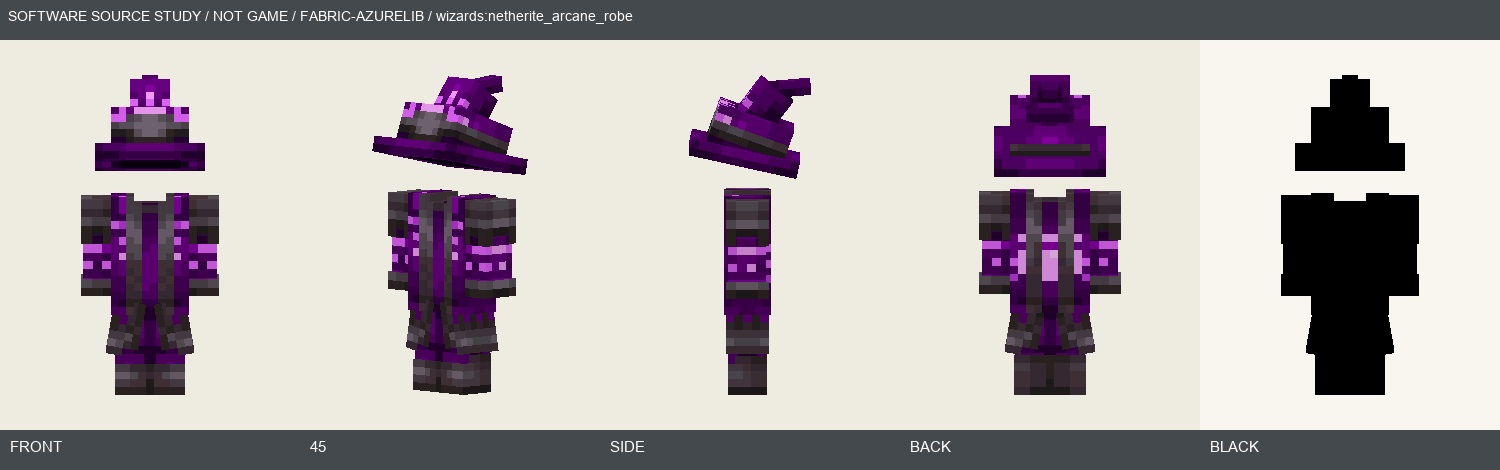 SOFTWARE SOURCE STUDY / NOT GAME / FABRIC-AZURELIB / wizards:netherite_arcane_robe
FRONT
45
SIDE
BACK
BLACK